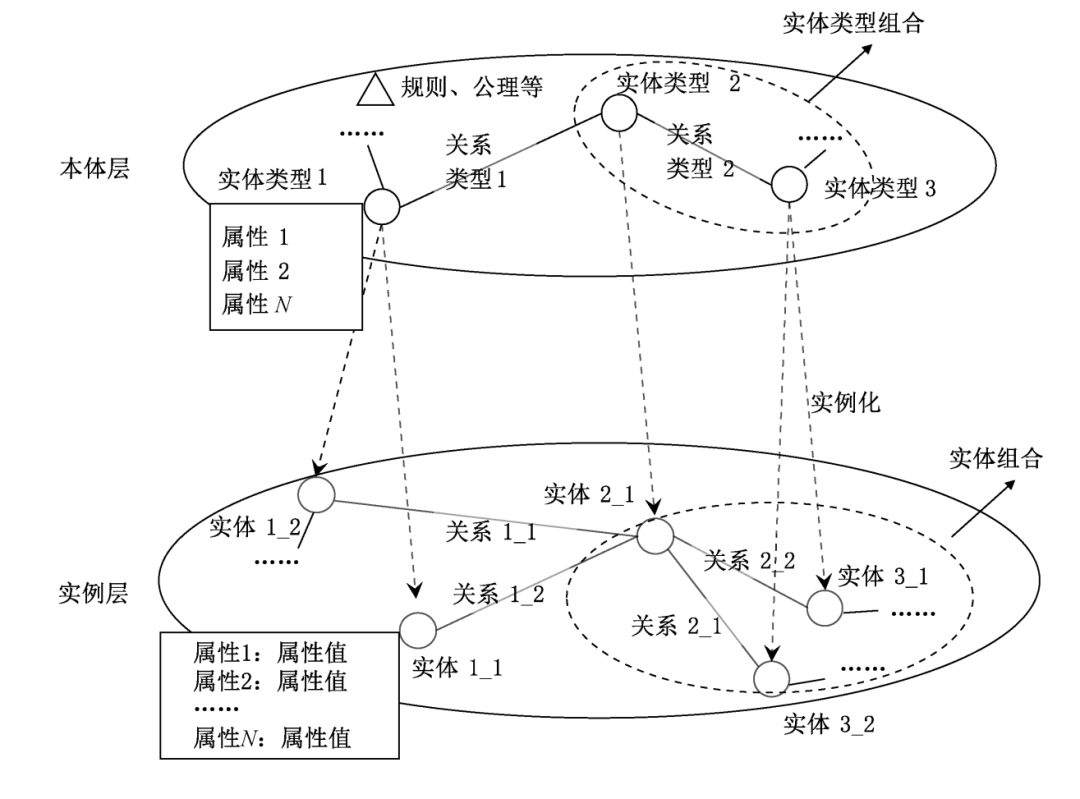 实体类型组合
规则、公理等
实体类型 2
……
关系
类型 1
关系
类型 2
……
本体层
实体类型 1
实体类型 3
属性 1
属性 2
属性 N
实例化
实体组合
实体 2_1
实体 1_2
关系 1_1
……
关系 2_2
实体 3_1
实例层
关系 1_2
……
关系 2_1
属性1：属性值
属性2：属性值
……
属性N：属性值
实体 1_1
……
实体 3_2